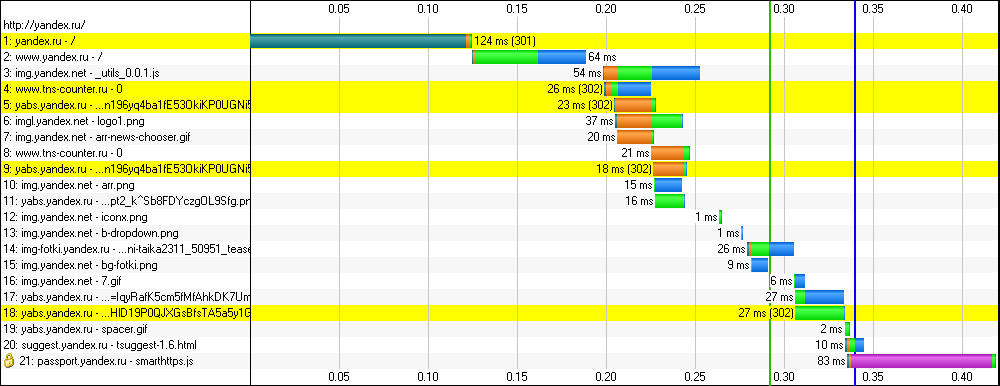 0.05 0.10 0.15 0.20 0.25 0.30 0.35 0.40
http://yandex.ru/
1: yandex.ru - / 124 ms (301)
2: www.yandex.ru - / 64 ms
3: img.yandex.net - _utils_0.0.1.js 54 ms
4: www.tns-counter.ru - 0 26 ms (302)
5: yabs.yandex.ru - ...n196yq4ba1fE53OkiKP0UGNi5 23 ms (302)
6: imgl.yandex.net - logo1.png 37 ms
7: img.yandex.net - arr-news-chooser.gif 20 ms
8: www.tns-counter.ru - 0 21 ms
9: yabs.yandex.ru - ...n196yq4ba1fE53OkiKP0UGNi5 18 ms (302)
10: img.yandex.net - arr.png 15 ms
11: yabs.yandex.ru - ...pt2_k^Sb8FDYczgOL9Sfg.pn 16 ms
12: img.yandex.net - iconx.png 1 ms
13: img.yandex.net - b-dropdown.png 1 ms
14: img-fotki.yandex.ru - ...ni-taika2311_50951_tease 26 ms
15: img.yandex.net - bg-fotki.png 9 ms
16: img.yandex.net - 7.gif 6 ms
17: yabs.yandex.ru - ...=IqyRafK5cm5fMfAhkDK7Um 27 ms
18: yabs.yandex.ru - ...HID19P0QJXGsBfsTA5a5y1G 27 ms (302)
19: yabs.yandex.ru - spacer.gif 2 ms
20: suggest.yandex.ru - tsuggest-1.6.html 10 ms
21: passport.yandex.ru - smarthttps.js 83 ms
0.05 0.10 0.15 0.20 0.25 0.30 0.35 0.40